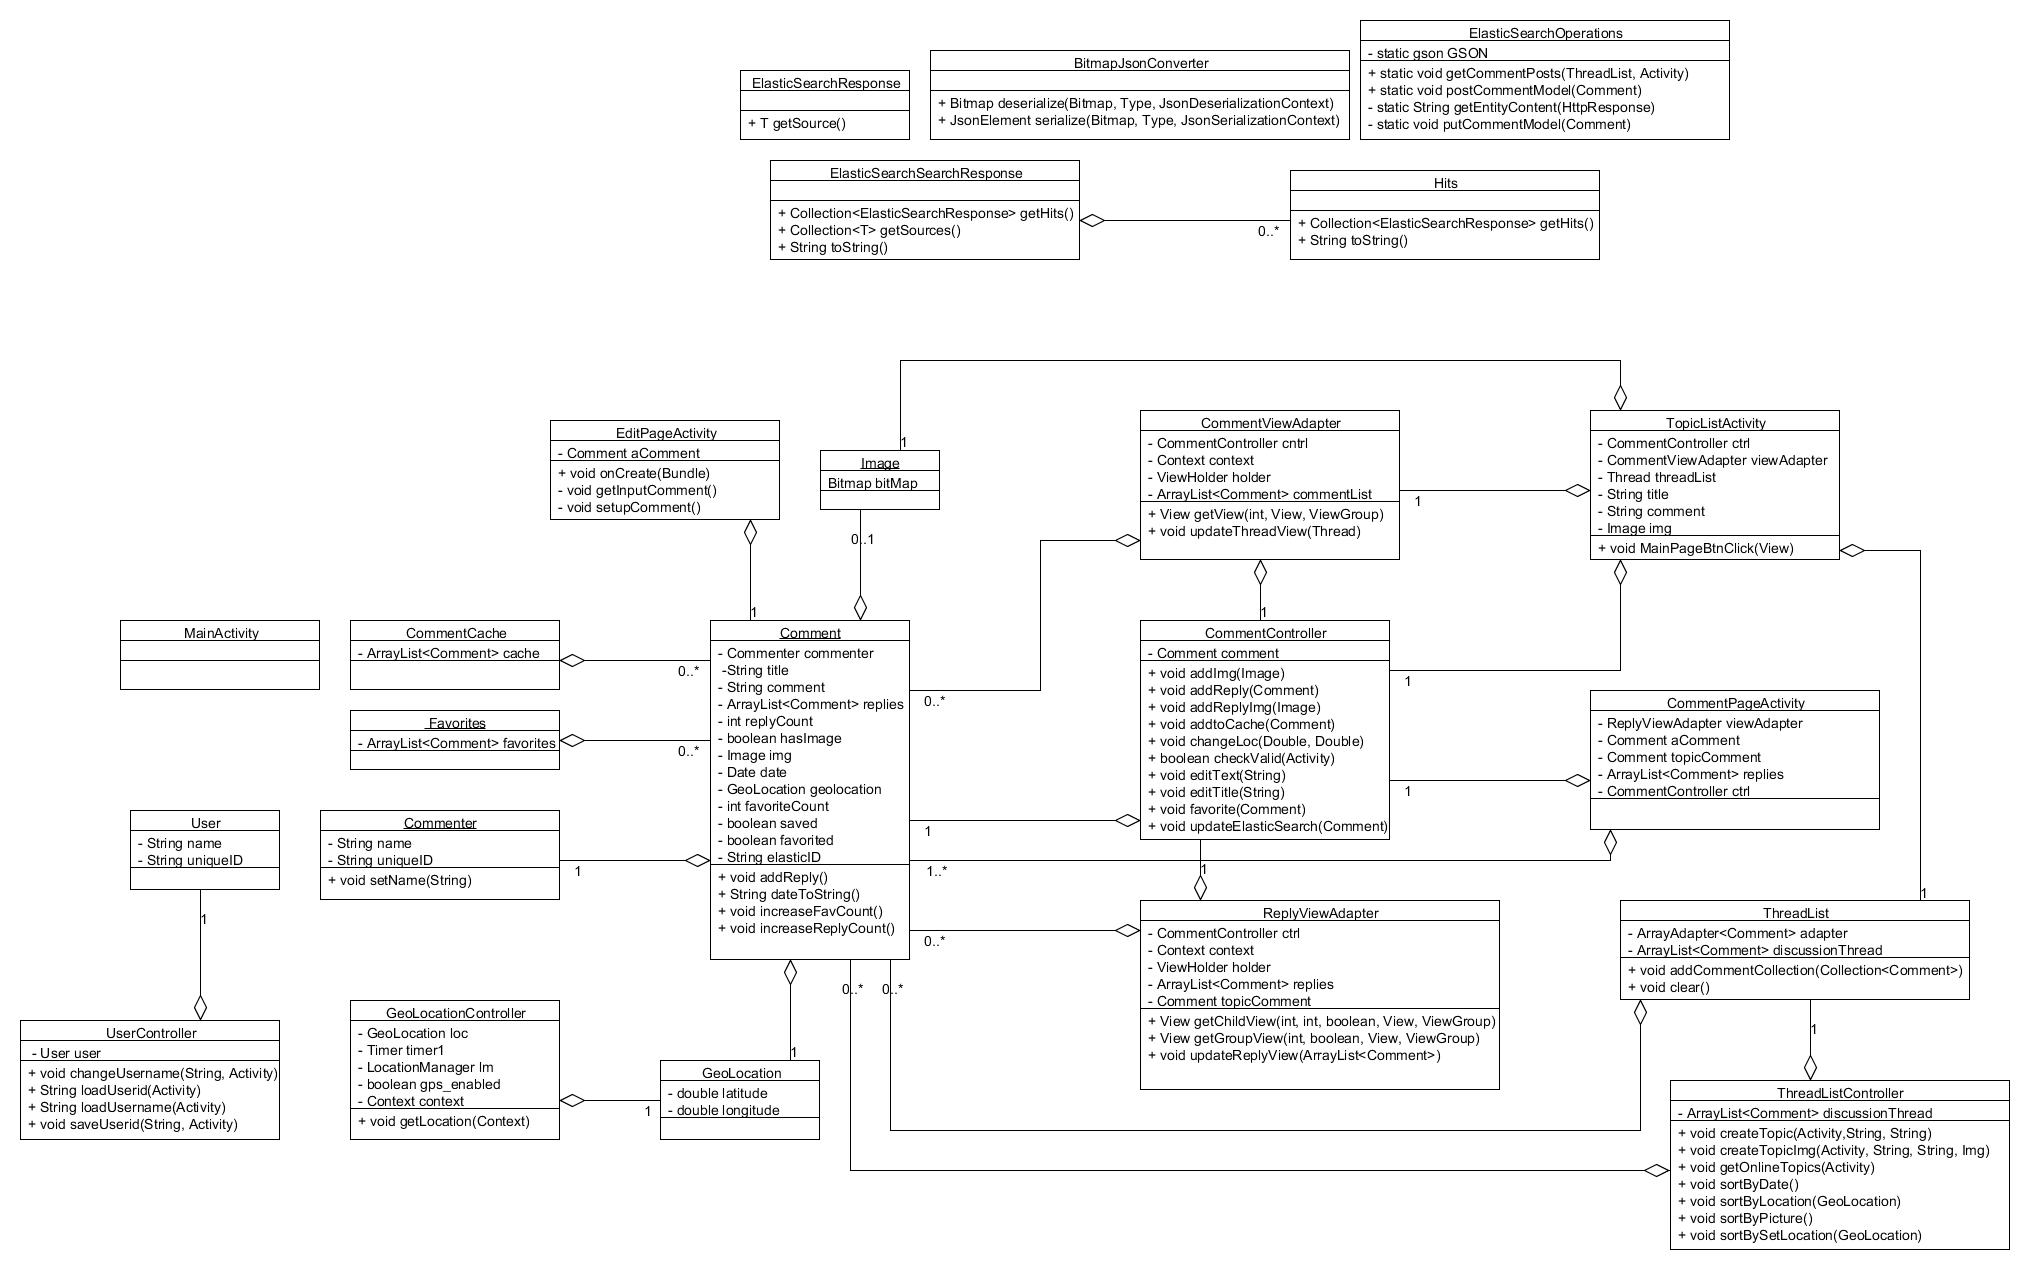 ElasticSearchResponse
+ T getSource()
BitmapJsonConverter
+ Bitmap deserialize(Bitmap, Type, JsonDeserializationContext)
+ JsonElement serialize(Bitmap, Type, JsonSerializationContext)
ElasticSearchOperations
- static gson GSON
+ static void getCommentPosts(ThreadList, Activity)
+ static void postCommentModel(Comment)
- static String getEntityContent(HttpResponse)
- static void putCommentModel(Comment)
ElasticSearchSearchResponse
+ Collection<ElasticSearchResponse> getHits()
+ Collection<T> getSources()
+ String toString()
0..*
Hits
+ Collection<ElasticSearchResponse> getHits()
+ String toString()
EditPageActivity
- Comment aComment
+ void onCreate(Bundle)
- void getInputComment()
- void setupComment()
1
1
Image
Bitmap bitMap
0..1
CommentViewAdapter
- CommentController cntrl
- Context context
- ViewHolder holder
- ArrayList<Comment> commentList
+ View getView(int, View, ViewGroup)
+ void updateThreadView(Thread)
1
1
TopicListActivity
- CommentController ctrl
- CommentViewAdapter viewAdapter
- Thread threadList
- String title
- String comment
- Image img
+ void MainPageBtnClick(View)
MainActivity
CommentCache
- ArrayList<Comment> cache
0..*
Favorites
- ArrayList<Comment> favorites
0..*
Comment
- Commenter commenter
-String title
- String comment
- ArrayList<Comment> replies
- int replyCount
- boolean hasImage
- Image img
- Date date
- GeoLocation geolocation
- int favoriteCount
- boolean saved
- boolean favorited
- String elasticID
+ void addReply()
+ String dateToString()
+ void increaseFavCount()
+ void increaseReplyCount()
0..*
1
1..*
0..*
0..*
0..*
CommentController
- Comment comment
+ void addImg(Image)
+ void addReply(Comment)
+ void addReplyImg(Image)
+ void addtoCache(Comment)
+ void changeLoc(Double, Double)
+ boolean checkValid(Activity)
+ void editText(String)
+ void editTitle(String)
+ void favorite(Comment)
+ void updateElasticSearch(Comment)
1
1
1
CommentPageActivity
- ReplyViewAdapter viewAdapter
- Comment aComment
- Comment topicComment
- ArrayList<Comment> replies
- CommentController ctrl
User
- String name
- String uniqueID
1
Commenter
- String name
- String uniqueID
+ void setName(String)
1
ReplyViewAdapter
- CommentController ctrl
- Context context
- ViewHolder holder
- ArrayList<Comment> replies
- Comment topicComment
+ View getChildView(int, int, boolean, View, ViewGroup)
+ View getGroupView(int, boolean, View, ViewGroup)
+ void updateReplyView(ArrayList<Comment>)
1
ThreadList
- ArrayAdapter<Comment> adapter
- ArrayList<Comment> discussionThread
+ void addCommentCollection(Collection<Comment>)
+ void clear()
1
UserController
- User user
+ void changeUsername(String, Activity)
+ String loadUserid(Activity)
+ String loadUsername(Activity)
+ void saveUserid(String, Activity)
GeoLocationController
- GeoLocation loc
- Timer timer1
- LocationManager lm
- boolean gps_enabled
- Context context
+ void getLocation(Context)
1
1
GeoLocation
- double latitude
- double longitude
ThreadListController
- ArrayList<Comment> discussionThread
+ void createTopic(Activity,String, String)
+ void createTopicImg(Activity, String, String, Img)
+ void getOnlineTopics(Activity)
+ void sortByDate()
+ void sortByLocation(GeoLocation)
+ void sortByPicture()
+ void sortBySetLocation(GeoLocation)